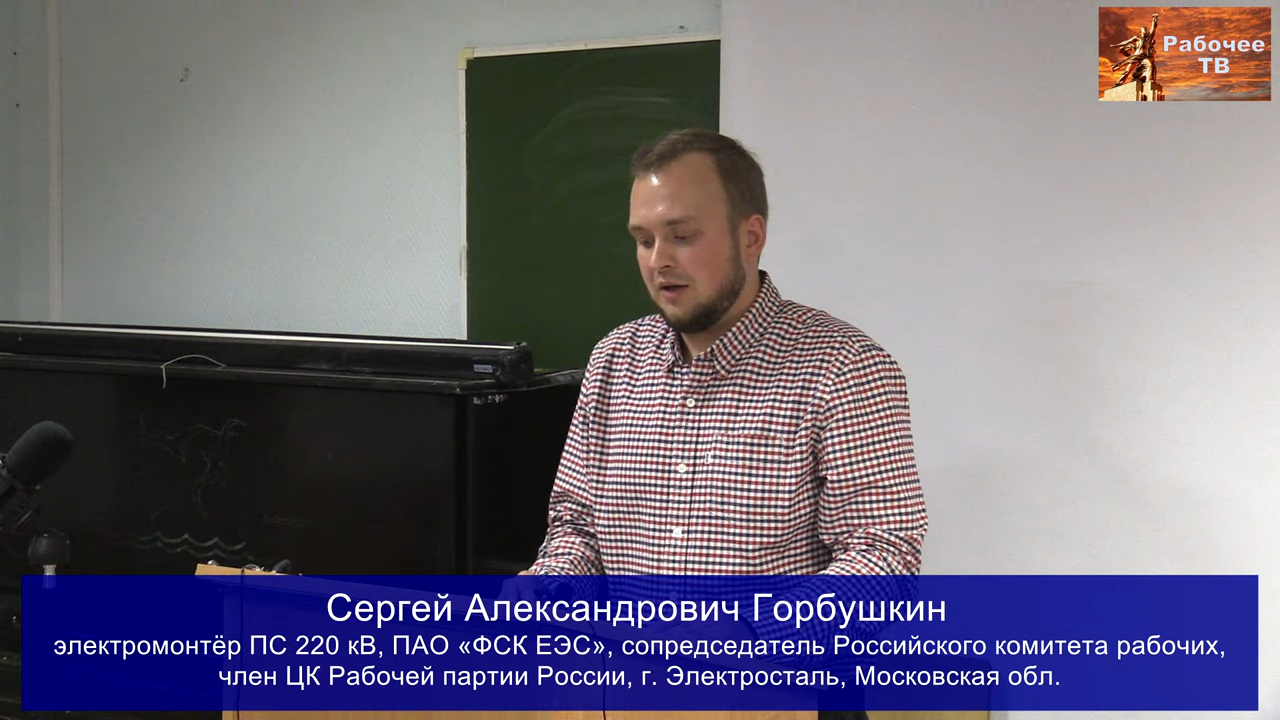 Рабочее
ТВ
Сергей Александрович Горбушкин
электромонтёр ПС 220 кВ, ПАО «ФСК ЕЭС», сопредседатель Российского комитета рабочих,
член ЦК Рабочей партии России, г. Электросталь, Московская обл.